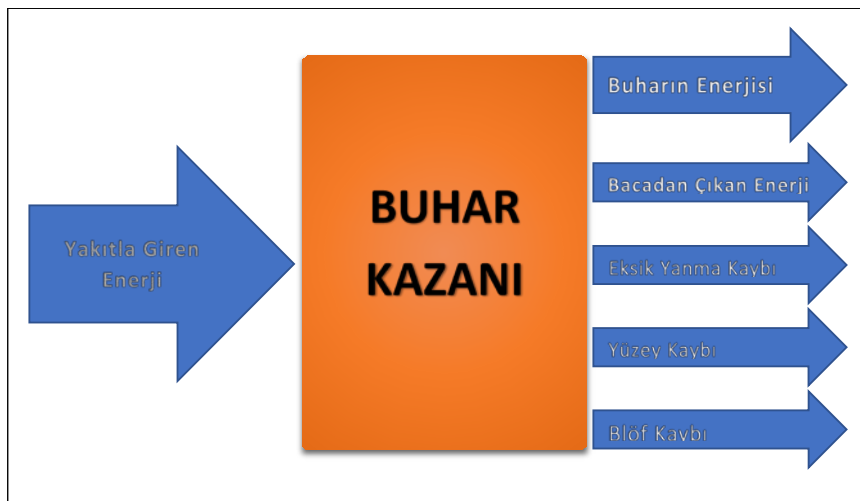 Yakıtla Giren
Enerji
BUHAR
KAZANI
Buharın Enerjisi
Bacadan Çıkan Enerji
Eksik Yanma Kaybı
Yüzey Kaybı
Blöf Kaybı